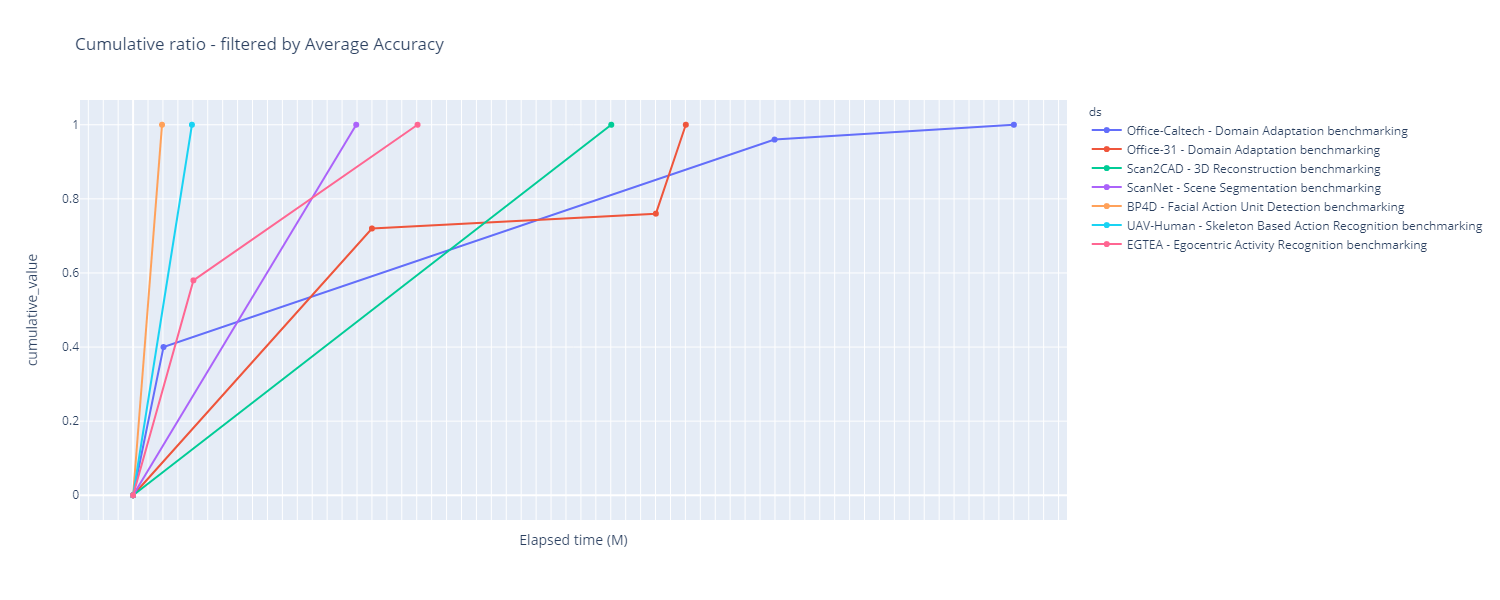 Cumulative ratio - filtered by Average Accuracy
cumulative_value
1
0.8
0.6
0.4
0.2
0
Elapsed time (M)
ds
Office-Caltech - Domain Adaptation benchmarking
Office-31 - Domain Adaptation benchmarking
Scan2CAD - 3D Reconstruction benchmarking
ScanNet - Scene Segmentation benchmarking
BP4D - Facial Action Unit Detection benchmarking
UAV-Human - Skeleton Based Action Recognition benchmarking
EGTEA - Egocentric Activity Recognition benchmarking